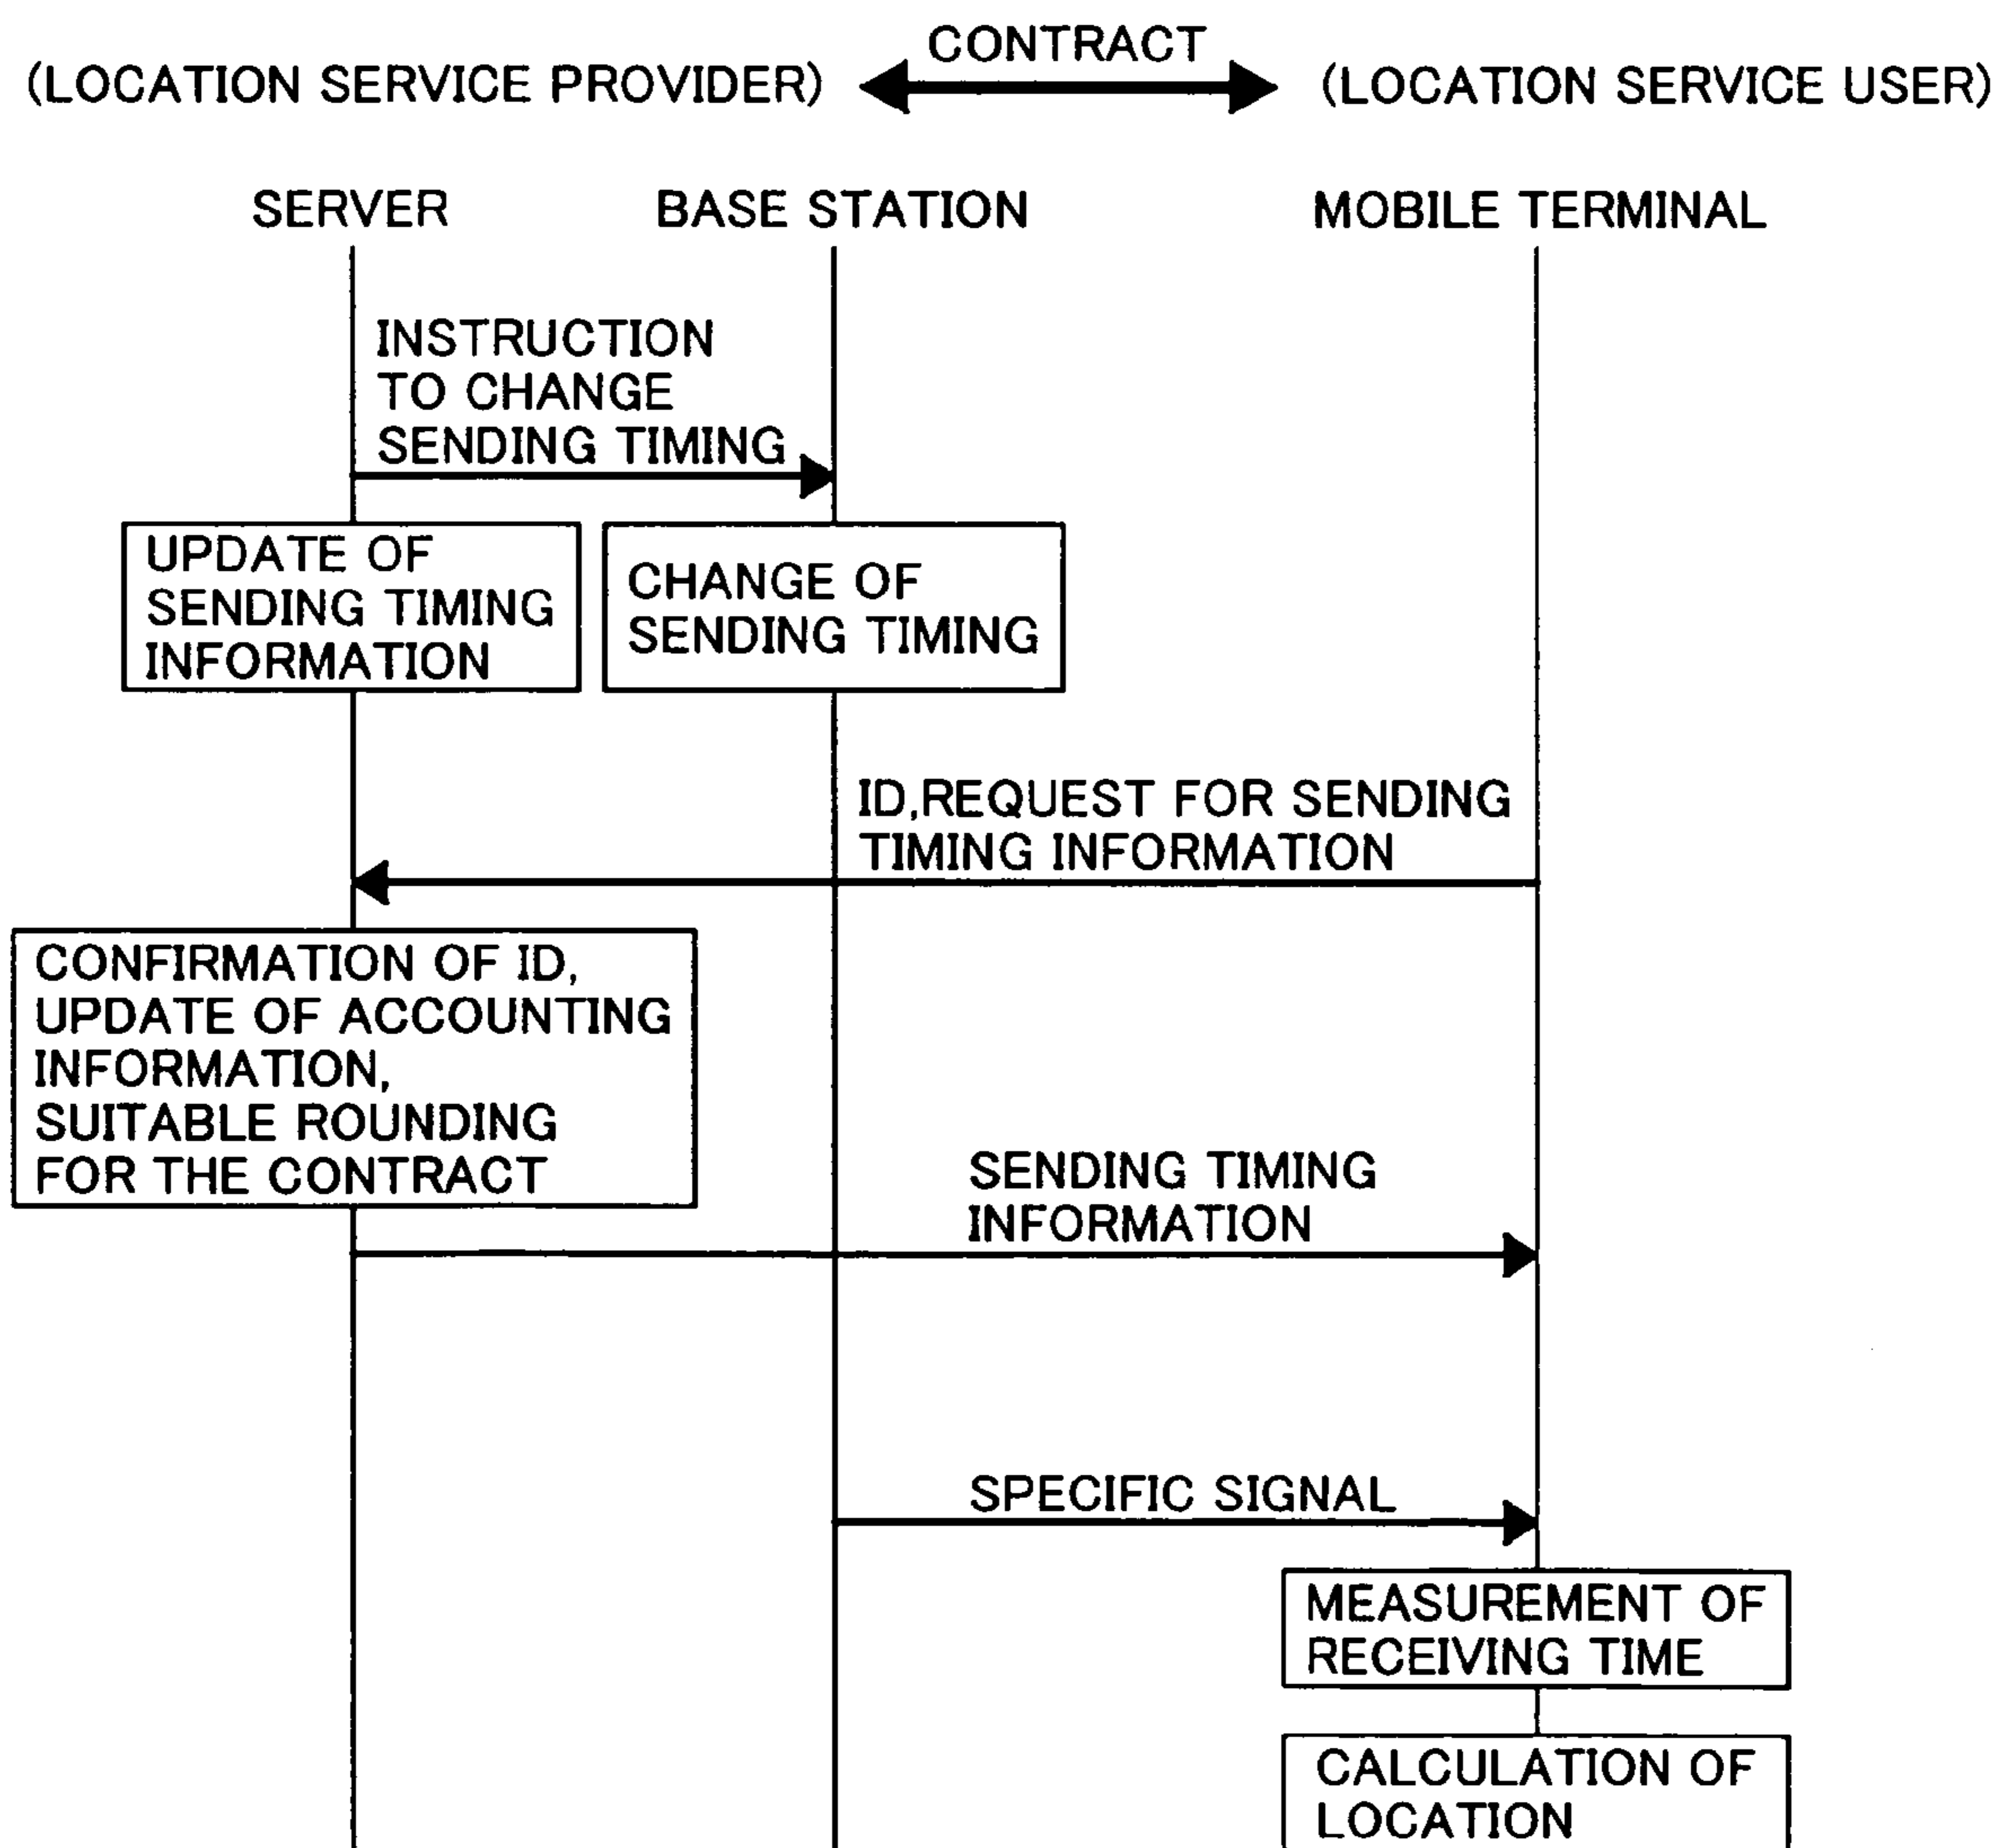 CONTRACT
(LOCATION SERVICE PROVIDER)
(LOCATION SERVICE USER)
SERVER
BASE STATION
MOBILE TERMINAL
INSTRUCTION
TO CHANGE
SENDING TIMING
UPDATE OF
SENDING TIMING
INFORMATION
CHANGE OF
SENDING TIMING
ID,REQUEST FOR SENDING
TIMING INFORMATION
CONFIRMATION OF ID,
UPDATE OF ACCOUNTING
INFORMATION,
SUITABLE ROUNDING
FOR THE CONTRACT
SENDING TIMING
INFORMATION
SPECIFIC SIGNAL
MEASUREMENT OF
RECEIVING TIME
CALCULATION OF
LOCATION